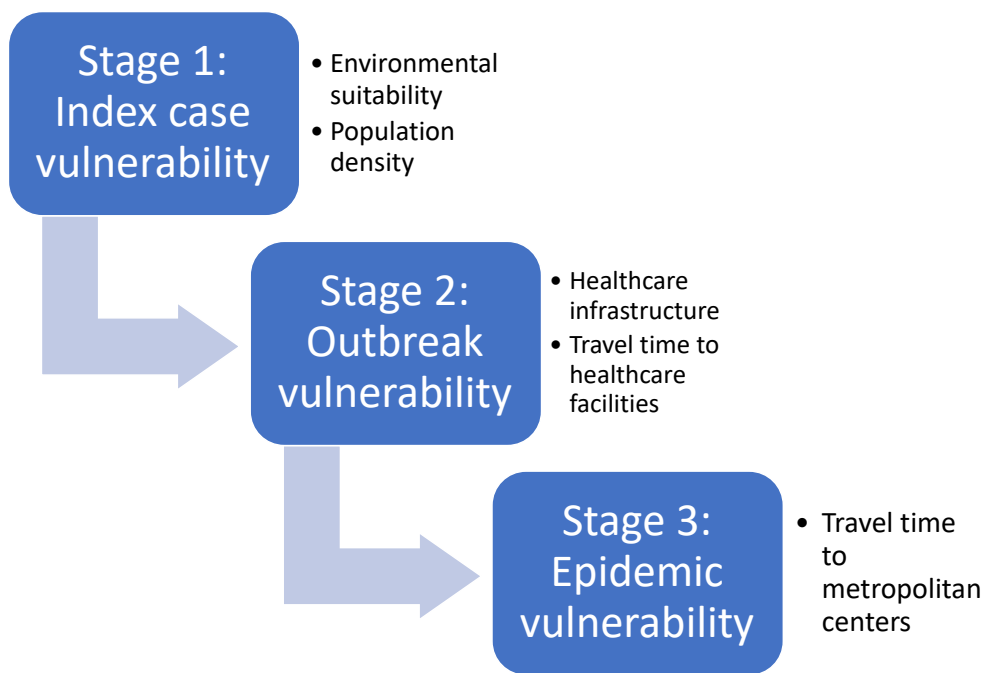 Stage 1:
Index case
vulnerability
• Environmental
suitability
• Population
density
Stage 2:
Outbreak
vulnerability
• Healthcare
infrastructure
• Travel time to
healthcare
facilities
Stage 3:
Epidemic
vulnerability
• Travel time
to
metropolitan
centers